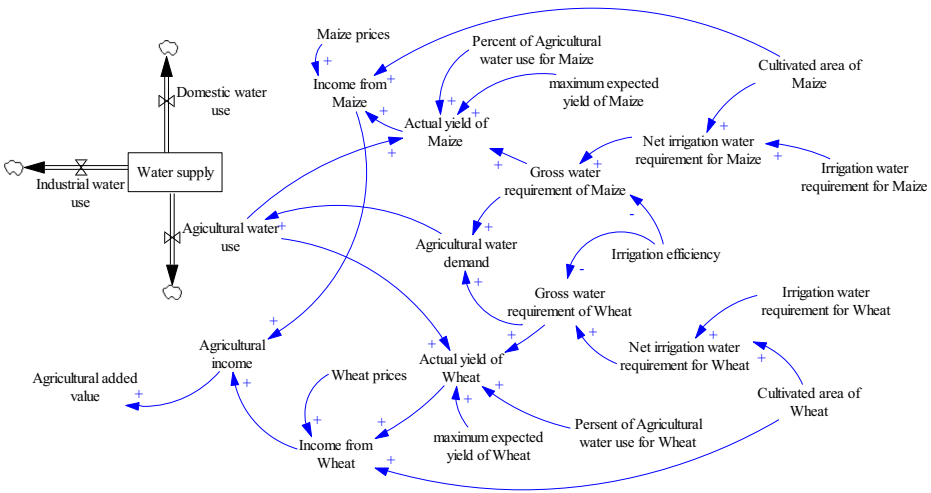 Maize prices
Percent of Agricultural
water use for Maize
Cultivated area of
Maize
Domestic water
use
Income from
Maize
maximum expected
yield of Maize
Actual yield of
Maize
Net irrigation water
requirement for Maize
Industrial water
use
Water supply
Gross water
requirement of Maize
Irrigation water
requirement for Maize
Agicultural water
use
Agricultural water
demand
Irrigation efficiency
Gross water
requirement of Wheat
Irrigation water
requirement for Wheat
Agricultural
income
Actual yield of
Wheat
Net irrigation water
requirement for Wheat
Agricultural added
value
Wheat prices
Cultivated area of
Wheat
Income from
Wheat
maximum expected
yield of Wheat
Percent of Agricultural
water use for Wheat